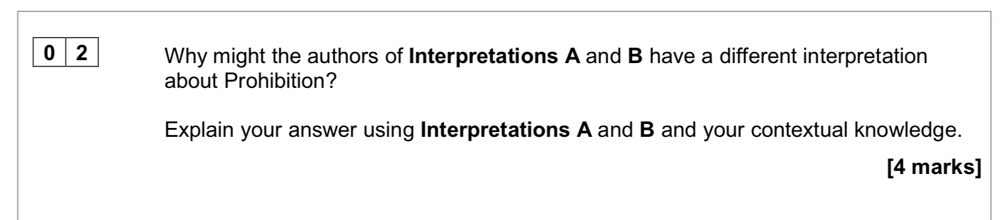 0 2 Why might the authors of Interpretations A and B have a different interpretation
about Prohibition?
Explain your answer using Interpretations A and B and your contextual knowledge.
[4 marks]